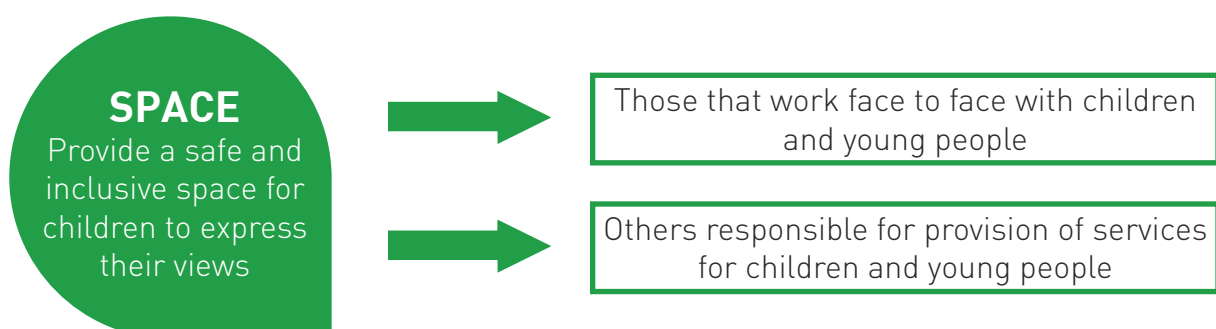 SPACE
Provide a safe and
inclusive space for
children to express
their views
Those that work face to face with children
and young people
Others responsible for provision of services
for children and young people